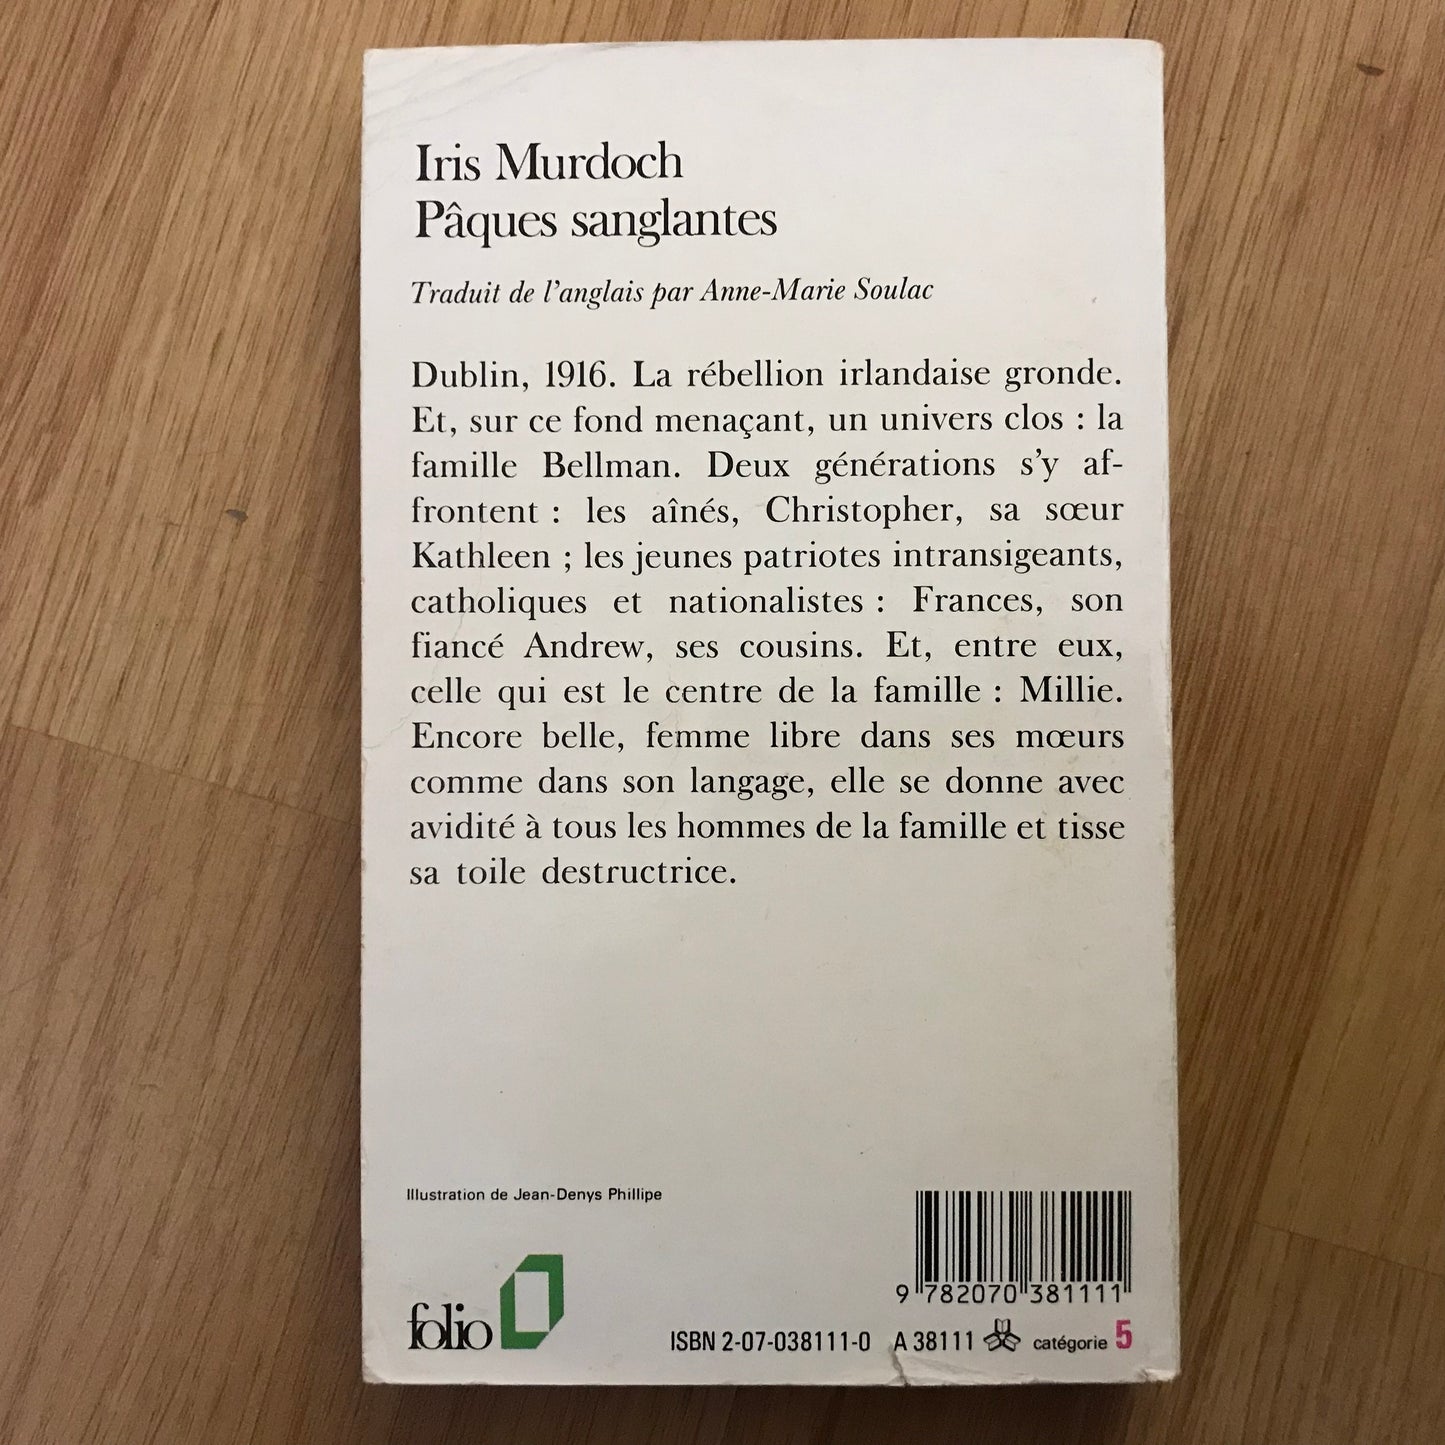 Iris Murdoch
Pâques sanglantes
Traduit de l'anglais par Anne-Marie Soulac
Dublin, 1916. La rébellion irlandaise gronde.
Et, sur ce fond menaçant, un univers clos : la
famille Bellman. Deux générations s'y af-
frontent : les aînés, Christopher, sa sœur
Kathleen ; les jeunes patriotes intransigeants,
catholiques et nationalistes : Frances, son
fiancé Andrew, ses cousins. Et, entre eux,
celle qui est le centre de la famille : Millie.
Encore belle, femme libre dans ses mœurs
comme dans son langage, elle se donne avec
avidité à tous les hommes de la famille et tisse
sa toile destructrice.
Illustration de Jean-Denys Phillipe
9 782070 381111
folio
ISBN 2-07-038111-0 A 38111 catégorie 5